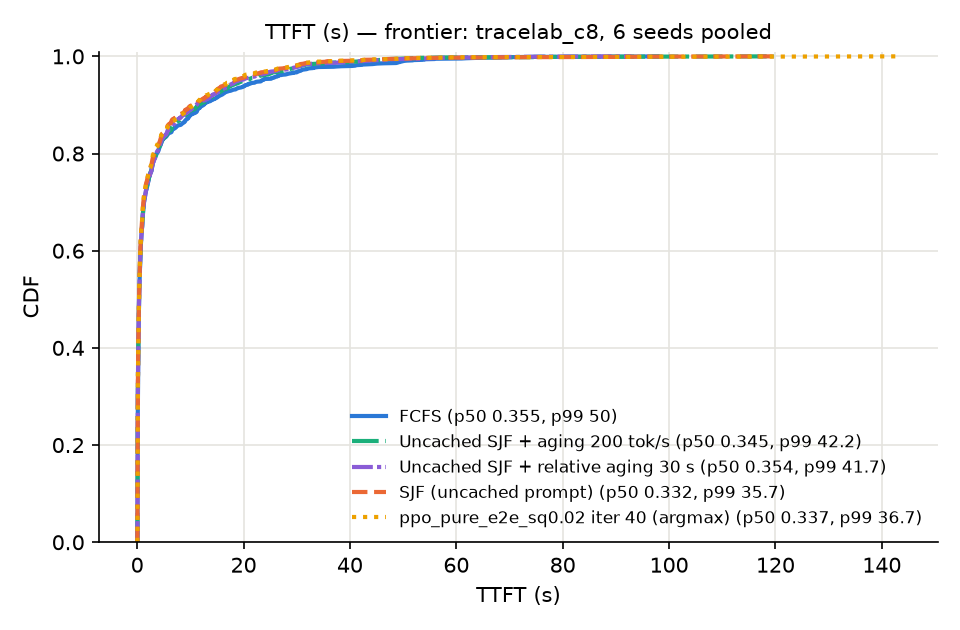 TTFT (s) — frontier: tracelab_c8, 6 seeds pooled
1.0
0.8
0.6
0.4
0.2
0.0
CDF
FCFS (p50 0.355, p99 50)
Uncached SJF + aging 200 tok/s (p50 0.345, p99 42.2)
Uncached SJF + relative aging 30 s (p50 0.354, p99 41.7)
SJF (uncached prompt) (p50 0.332, p99 35.7)
ppo_pure_e2e_sq0.02 iter 40 (argmax) (p50 0.337, p99 36.7)
0 20 40 60 80 100 120 140
TTFT (s)